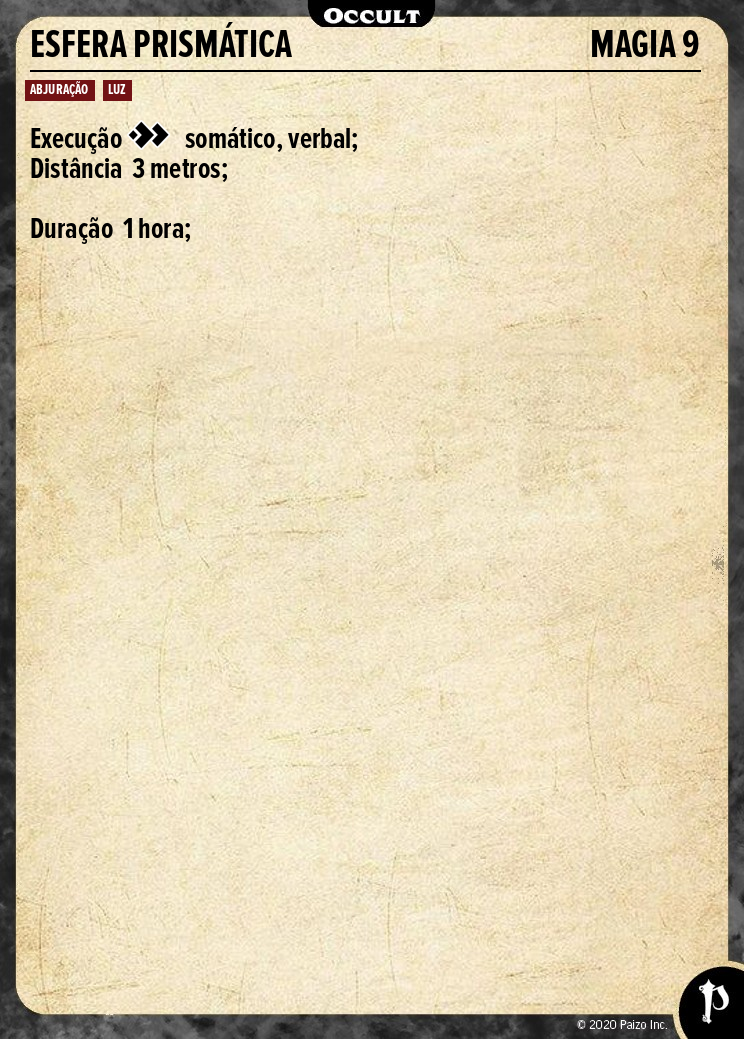 OCCULT
ESFERA PRISMÁTICA MAGIA 9
ABJURAÇÃO LUZ
Execução somático, verbal;
Distância 3 metros;
Duração 1 hora;
© 2020 Paizo Inc.
P